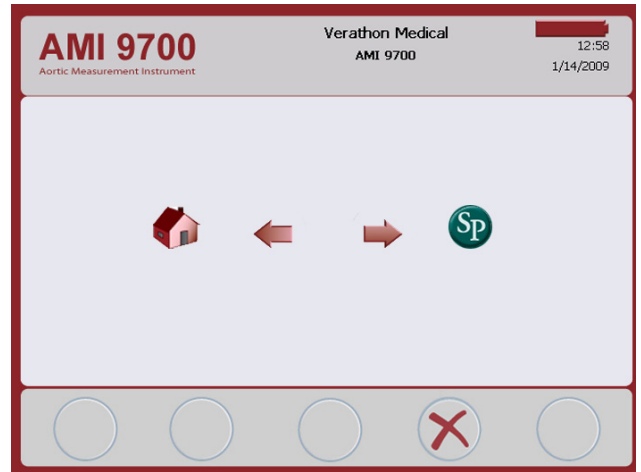 AMI 9700
Aortic Measurement Instrument
Verathon Medical
AMI 9700
12:58
1/14/2009
SP